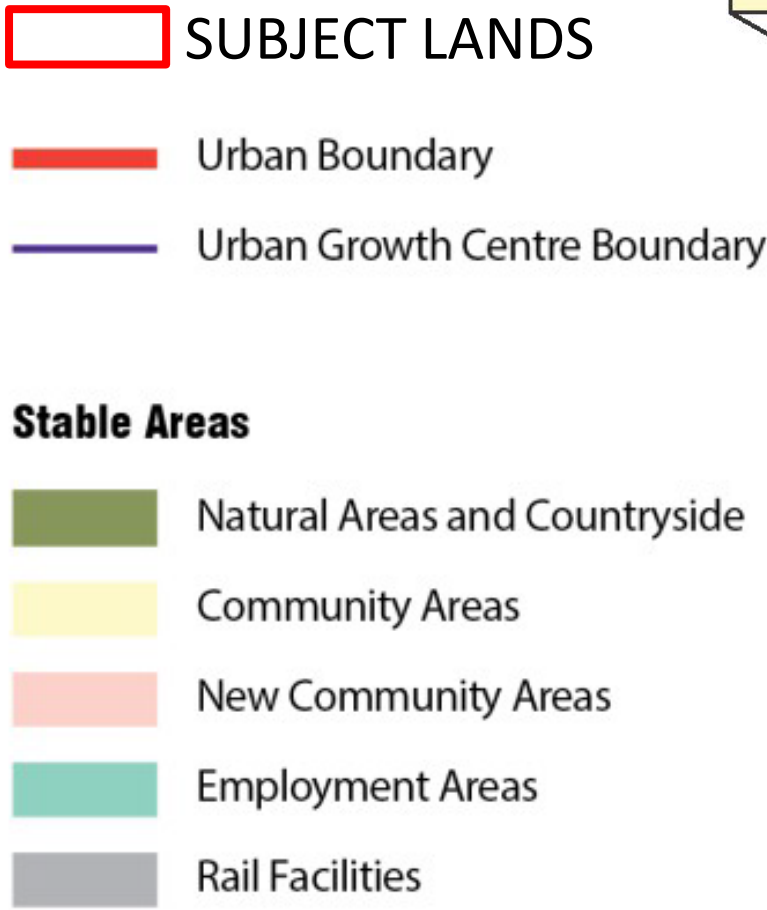 SUBJECT LANDS
Urban Boundary
Urban Growth Centre Boundary
Stable Areas
Natural Areas and Countryside
Community Areas
New Community Areas
Employment Areas
Rail Facilities